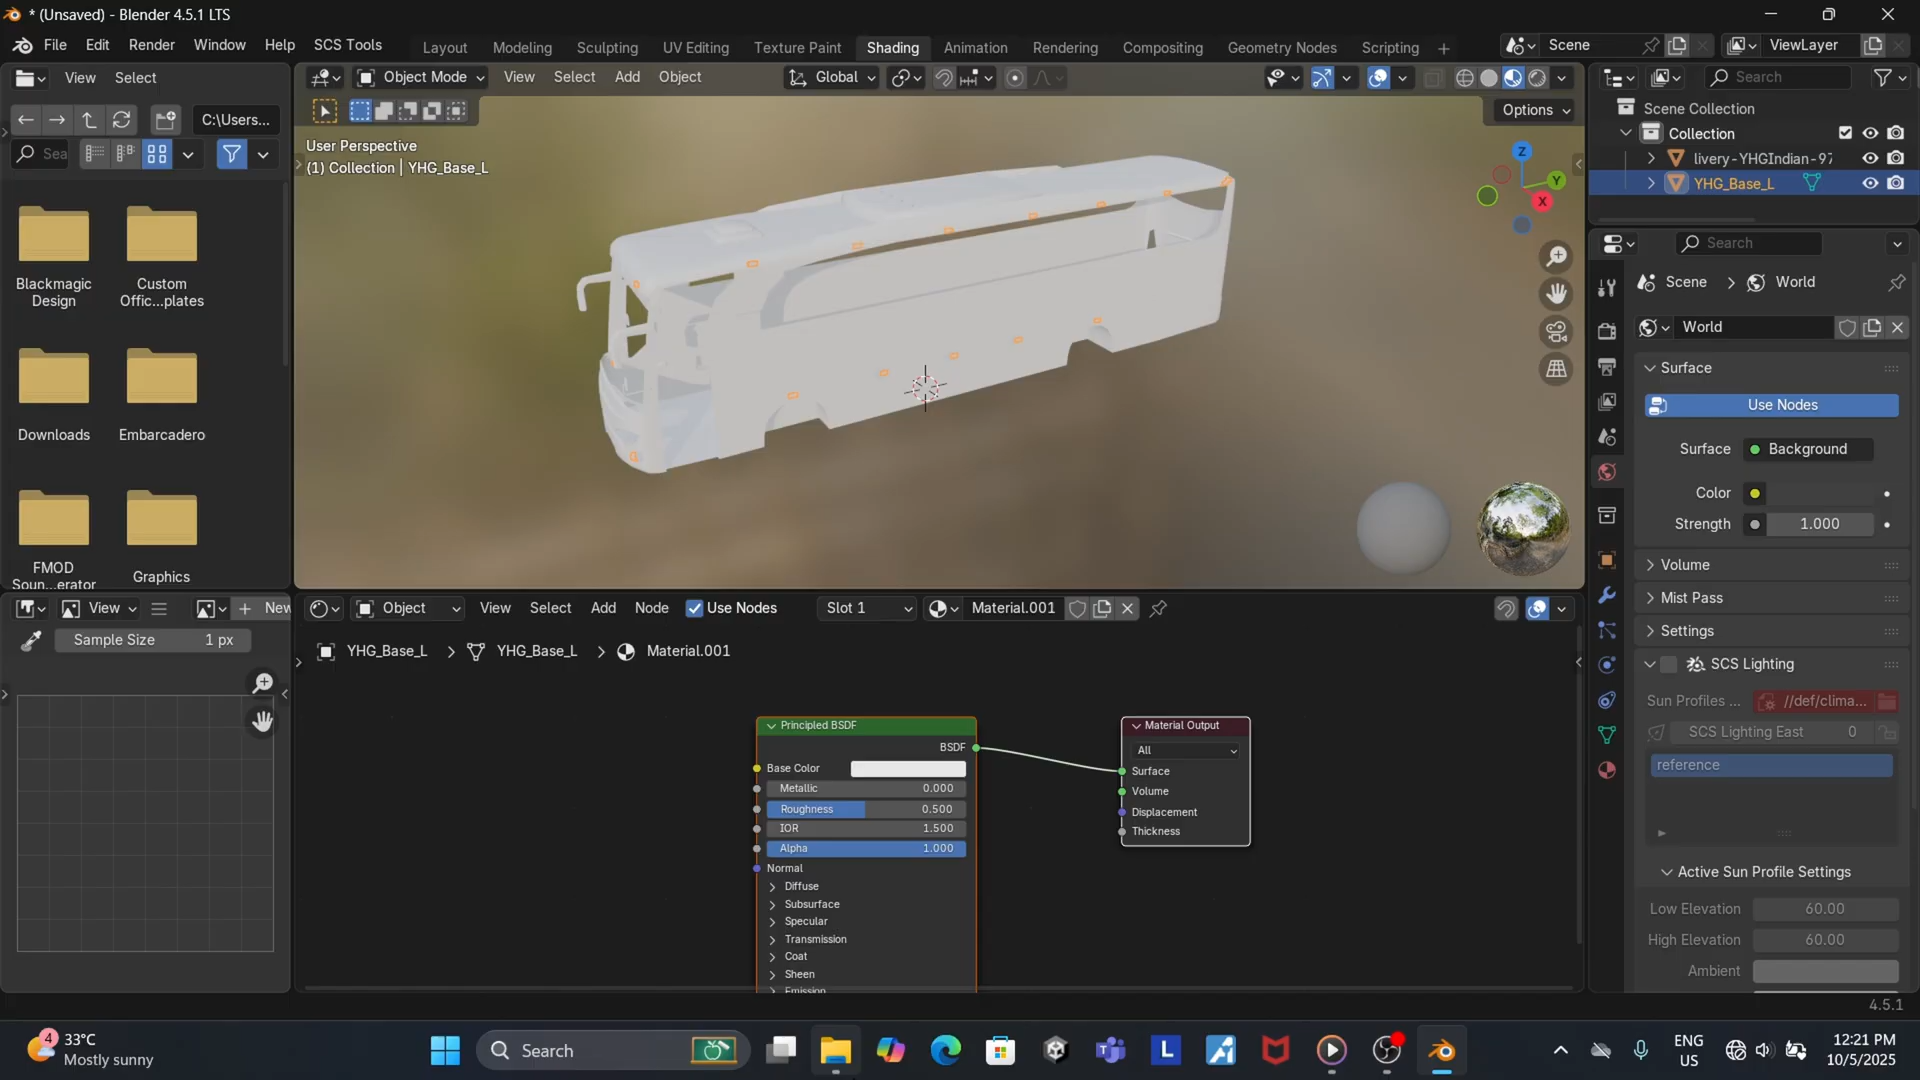 * (Unsaved) - Blender 4.5.1 LTS
File Edit Render Window Help SCS Tools
Layout Modeling Sculpting UV Editing Texture Paint Shading Animation Rendering Compositing Geometry Nodes Scripting +
Scene
ViewLayer
View Select
Object Mode View Select Add Object
Global
Search
C:\Users...
Sea
Options
User Perspective
(1) Collection | YHG_Base_L
Z
Y
X
Scene Collection
Collection
livery-YHGIndian-97
YHG_Base_L
Search
Scene > World
World
Surface
Use Nodes
Surface Background
Color
Strength 1.000
Volume
Mist Pass
Settings
SCS Lighting
Sun Profiles ... //def/clima...
SCS Lighting East 0
reference
Active Sun Profile Settings
Low Elevation 60.00
High Elevation 60.00
Ambient
4.5.1
Blackmagic Design
Custom Offic...plates
Downloads
Embarcadero
FMOD Soun...erator
Graphics
View
New
Sample Size 1 px
Object View Select Add Node Use Nodes Slot 1 Material.001
YHG_Base_L > YHG_Base_L > Material.001
Principled BSDF
BSDF
Base Color
Metallic 0.000
Roughness 0.500
IOR 1.500
Alpha 1.000
Normal
Diffuse
Subsurface
Specular
Transmission
Coat
Sheen
Emission
Material Output
All
Surface
Volume
Displacement
Thickness
4
33°C
Mostly sunny
Search
L
ENG
US
12:21 PM
10/5/2025